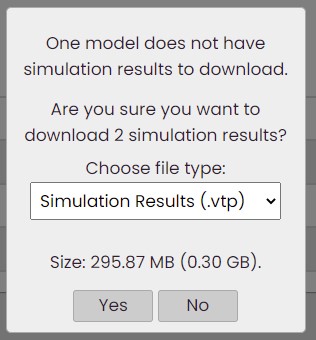 One model does not have
simulation results to download.
Are you sure you want to
download 2 simulation results?
Choose file type:
Simulation Results (.vtp)
Size: 295.87 MB (0.30 GB).
Yes No